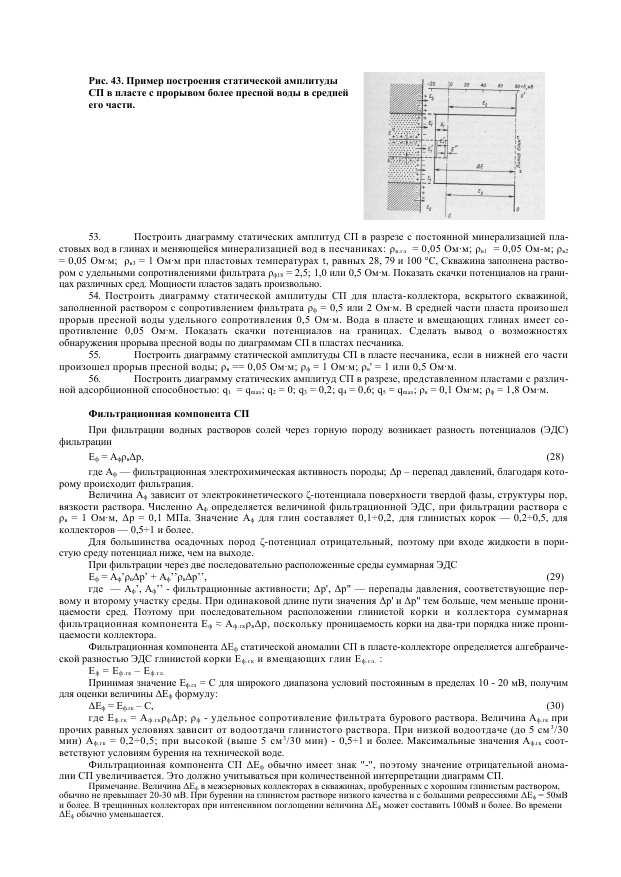 Рис. 43. Пример построения статической амплитуды
СП в пласте с прорывом более пресной воды в средней
его части.
53. Построить диаграмму статических амплитуд СП в разрезе с постоянной минерализацией пла-
стовых вод в глинах и меняющейся минерализацией вод в песчаниках: ρв.гл = 0,05 Ом·м; ρв1 = 0,05 Ом-м; ρв2
= 0,05 Ом·м; ρв3 = 1 Ом·м при пластовых температурах t, равных 28, 79 и 100 °С, Скважина заполнена раство-
ром с удельными сопротивлениями фильтрата ρф18 = 2,5; 1,0 или 0,5 Ом·м. Показать скачки потенциалов на грани-
цах различных сред. Мощности пластов задать произвольно.
54. Построить диаграмму статической амплитуды СП для пласта-коллектора, вскрытого скважиной,
заполненной раствором с сопротивлением фильтрата ρф = 0,5 или 2 Ом·м. В средней части пласта произошел
прорыв пресной воды удельного сопротивления 0,5 Ом·м. Вода в пласте и вмещающих глинах имеет со-
противление 0,05 Ом·м. Показать скачки потенциалов на границах. Сделать вывод о возможностях
обнаружения прорыва пресной воды по диаграммам СП в пластах песчаника.
55. Построить диаграмму статической амплитуды СП в пласте песчаника, если в нижней его части
произошел прорыв пресной воды; ρв == 0,05 Ом·м; ρф = 1 Ом·м; ρв' = 1 или 0,5 Ом·м.
56. Построить диаграмму статических амплитуд СП в разрезе, представленном пластами с различ-
ной адсорбционной способностью: q1 = qmax; q2 = 0; q3 = 0,2; q4 = 0,6; q5 = qmax; ρв = 0,1 Ом·м; ρф = 1,8 Ом·м.
Фильтрационная компонента СП
При фильтрации водных растворов солей через горную породу возникает разность потенциалов (ЭДС)
фильтрации
Eф = AфρвΔp, (28)
где Aф — фильтрационная электрохимическая активность породы; Δp – перепад давлений, благодаря кото-
рому происходит фильтрация.
Величина Aф зависит от электрокинетического ζ-потенциала поверхности твердой фазы, структуры пор,
вязкости раствора. Численно Aф определяется величиной фильтрационной ЭДС, при фильтрации раствора с
ρв = 1 Ом·м, Δp = 0,1 МПа. Значение Aф для глин составляет 0,1÷0,2, для глинистых корок — 0,2÷0,5, для
коллекторов — 0,5÷1 и более.
Для большинства осадочных пород ζ-потенциал отрицательный, поэтому при входе жидкости в пори-
стую среду потенциал ниже, чем на выходе.
При фильтрации через две последовательно расположенные среды суммарная ЭДС
Eф = Aф'ρвΔp' + Aф''ρвΔp'', (29)
где — Aф', Aф'' - фильтрационные активности; Δp', Δp" — перепады давления, соответствующие пер-
вому и второму участку среды. При одинаковой длине пути значения Δp' и Δp" тем больше, чем меньше прони-
цаемости сред. Поэтому при последовательном расположении глинистой корки и коллектора суммарная
фильтрационная компонента Eф ≈ Aф.гкρвΔp, поскольку проницаемость корки на два-три порядка ниже прони-
цаемости коллектора.
Фильтрационная компонента ΔEф статической аномалии СП в пласте-коллекторе определяется алгебраиче-
ской разностью ЭДС глинистой корки Eф.гк и вмещающих глин Eф.гл. :
Eф = Eф.гк – Eф.гл.
Принимая значение Eф.гл = C для широкого диапазона условий постоянным в пределах 10 - 20 мВ, получим
для оценки величины ΔEф формулу:
ΔEф = Eф.гк – C, (30)
где Eф.гк = Aф.гкρфΔp; ρф - удельное сопротивление фильтрата бурового раствора. Величина Aф.гк при
прочих равных условиях зависит от водоотдачи глинистого раствора. При низкой водоотдаче (до 5 см³/30
мин) Aф.гк = 0,2÷0,5; при высокой (выше 5 см³/30 мин) - 0,5÷1 и более. Максимальные значения Aф.гк соот-
ветствуют условиям бурения на технической воде.
Фильтрационная компонента СП ΔEф обычно имеет знак "-", поэтому значение отрицательной анома-
лии СП увеличивается. Это должно учитываться при количественной интерпретации диаграмм СП.
Примечание. Величина ΔEф в межзерновых коллекторах в скважинах, пробуренных с хорошим глинистым раствором,
обычно не превышает 20-30 мВ. При бурении на глинистом растворе низкого качества и с большими репрессиями ΔEф = 50мВ
и более. В трещинных коллекторах при интенсивном поглощении величина ΔEф может составить 100мВ и более. Во времени
ΔEф обычно уменьшается.